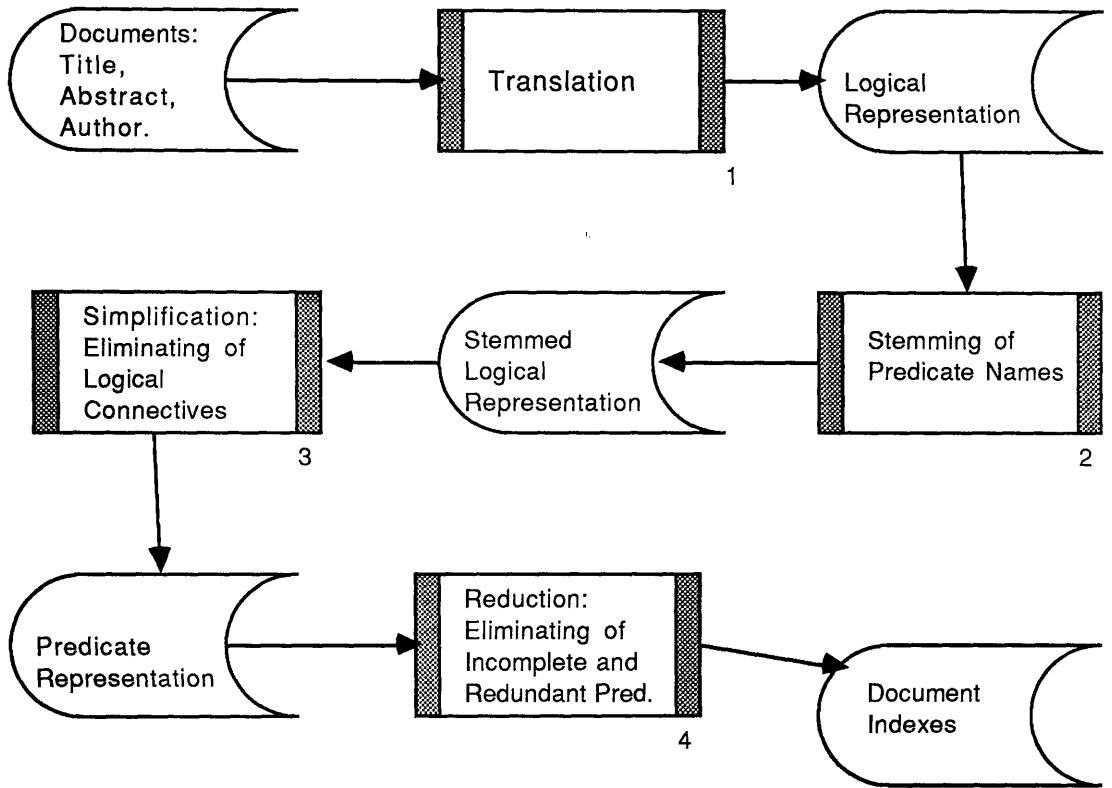 Documents:
Title,
Abstract,
Author.
Translation
1
Logical
Representation
Stemming of
Predicate Names
2
Stemmed
Logical
Representation
Simplification:
Eliminating of
Logical
Connectives
3
Predicate
Representation
Reduction:
Eliminating of
Incomplete and
Redundant Pred.
4
Document
Indexes